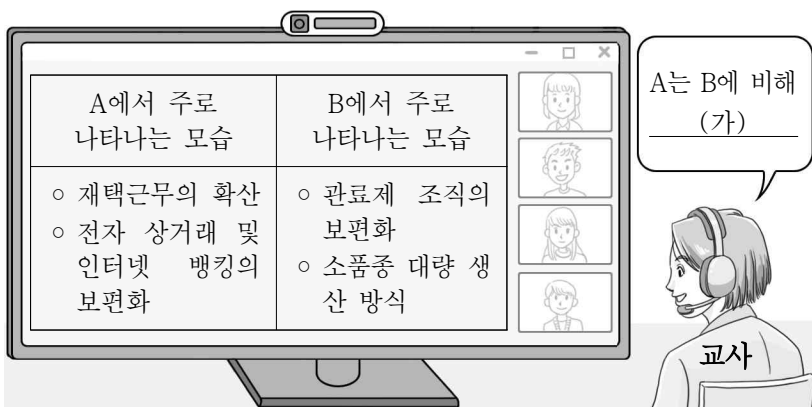 A에서 주로
나타나는 모습
B에서 주로
나타나는 모습
○ 재택근무의 확산
○ 전자 상거래 및
인터넷 뱅킹의
보편화
○ 관료제 조직의
보편화
○ 소품종 대량 생
산 방식
A는 B에 비해
(가)
교사